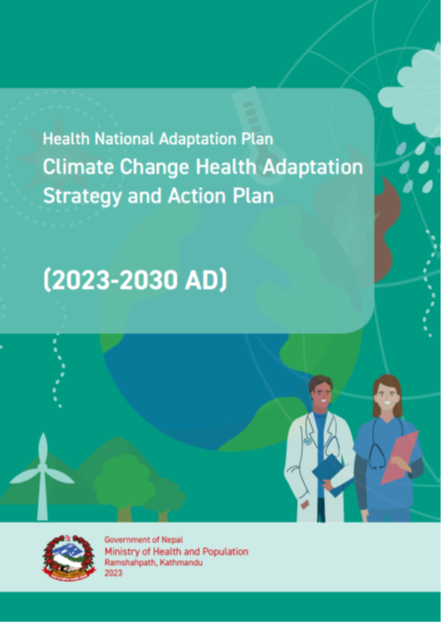 Health National Adaptation Plan
Climate Change Health Adaptation
Strategy and Action Plan
(2023-2030 AD)
Government of Nepal
Ministry of Health and Population
Ramshahpath, Kathmandu
2023